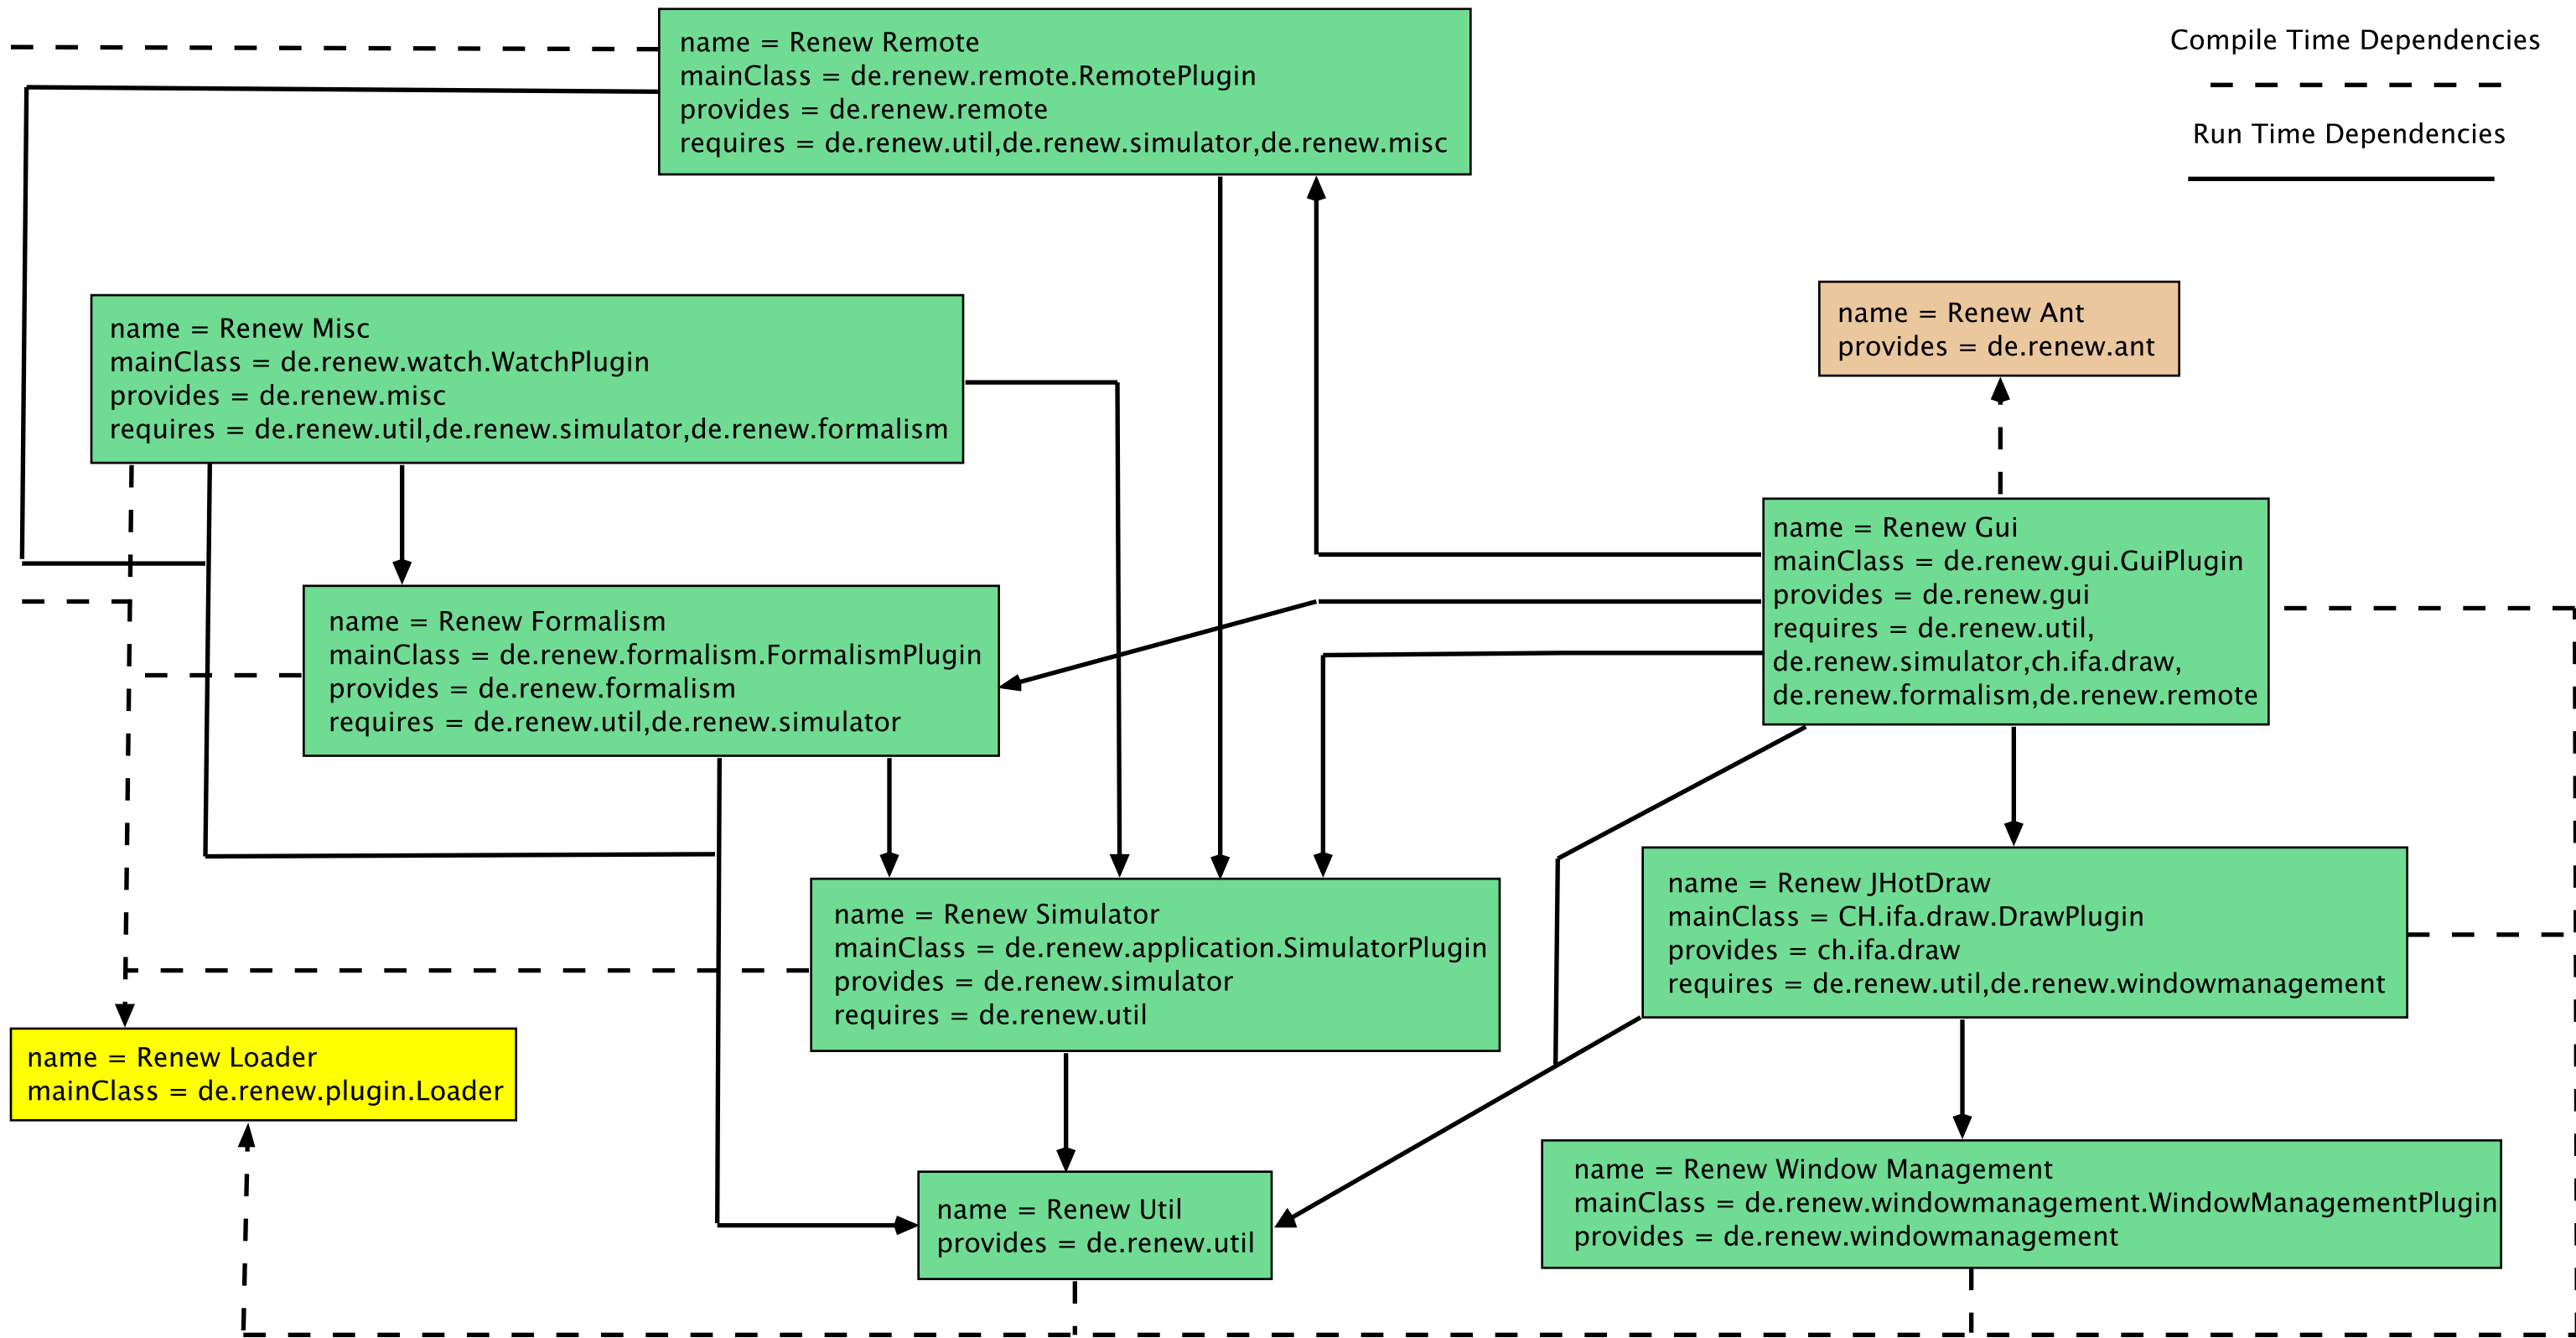 name = Renew Remote
mainClass = de.renew.remote.RemotePlugin
provides = de.renew.remote
requires = de.renew.util,de.renew.simulator,de.renew.misc
Compile Time Dependencies
Run Time Dependencies
name = Renew Misc
mainClass = de.renew.watch.WatchPlugin
provides = de.renew.misc
requires = de.renew.util,de.renew.simulator,de.renew.formalism
name = Renew Ant
provides = de.renew.ant
name = Renew Gui
mainClass = de.renew.gui.GuiPlugin
provides = de.renew.gui
requires = de.renew.util,
de.renew.simulator,ch.ifa.draw,
de.renew.formalism,de.renew.remote
name = Renew Formalism
mainClass = de.renew.formalism.FormalismPlugin
provides = de.renew.formalism
requires = de.renew.util,de.renew.simulator
name = Renew Simulator
mainClass = de.renew.application.SimulatorPlugin
provides = de.renew.simulator
requires = de.renew.util
name = Renew JHotDraw
mainClass = CH.ifa.draw.DrawPlugin
provides = ch.ifa.draw
requires = de.renew.util,de.renew.windowmanagement
name = Renew Loader
mainClass = de.renew.plugin.Loader
name = Renew Util
provides = de.renew.util
name = Renew Window Management
mainClass = de.renew.windowmanagement.WindowManagementPlugin
provides = de.renew.windowmanagement